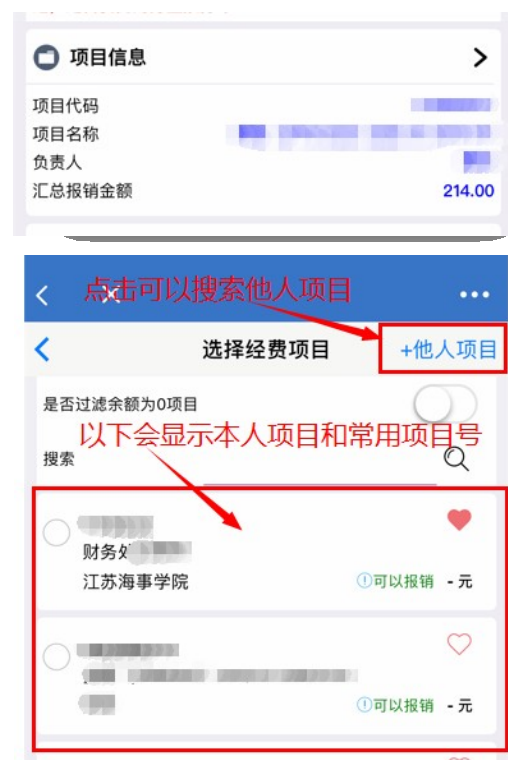 项目信息
项目代码
项目名称
负责人
汇总报销金额 214.00
点击可以搜索他人项目
选择经费项目 +他人项目
是否过滤余额为0项目
以下会显示本人项目和常用项目号
搜索
财务处
江苏海事学院 可以报销 - 元
可以报销 - 元